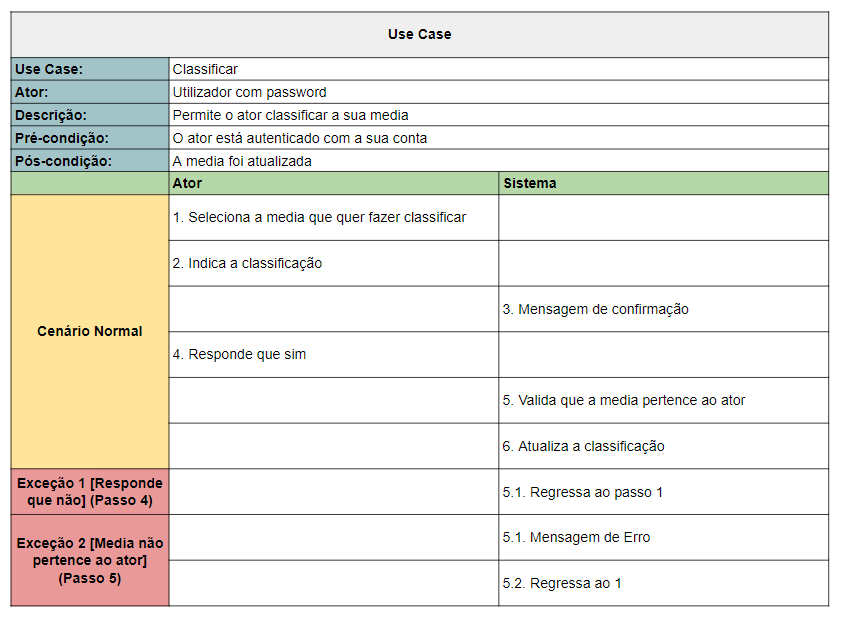 Use Case
Use Case: Classificar
Ator: Utilizador com password
Descrição: Permite o ator classificar a sua media
Pré-condição: O ator está autenticado com a sua conta
Pós-condição: A media foi atualizada
Ator Sistema
Cenário Normal
1. Seleciona a media que quer fazer classificar
2. Indica a classificação
3. Mensagem de confirmação
4. Responde que sim
5. Valida que a media pertence ao ator
6. Atualiza a classificação
Exceção 1 [Responde
que não] (Passo 4)
5.1. Regressa ao passo 1
Exceção 2 [Media não
pertence ao ator]
(Passo 5)
5.1. Mensagem de Erro
5.2. Regressa ao 1